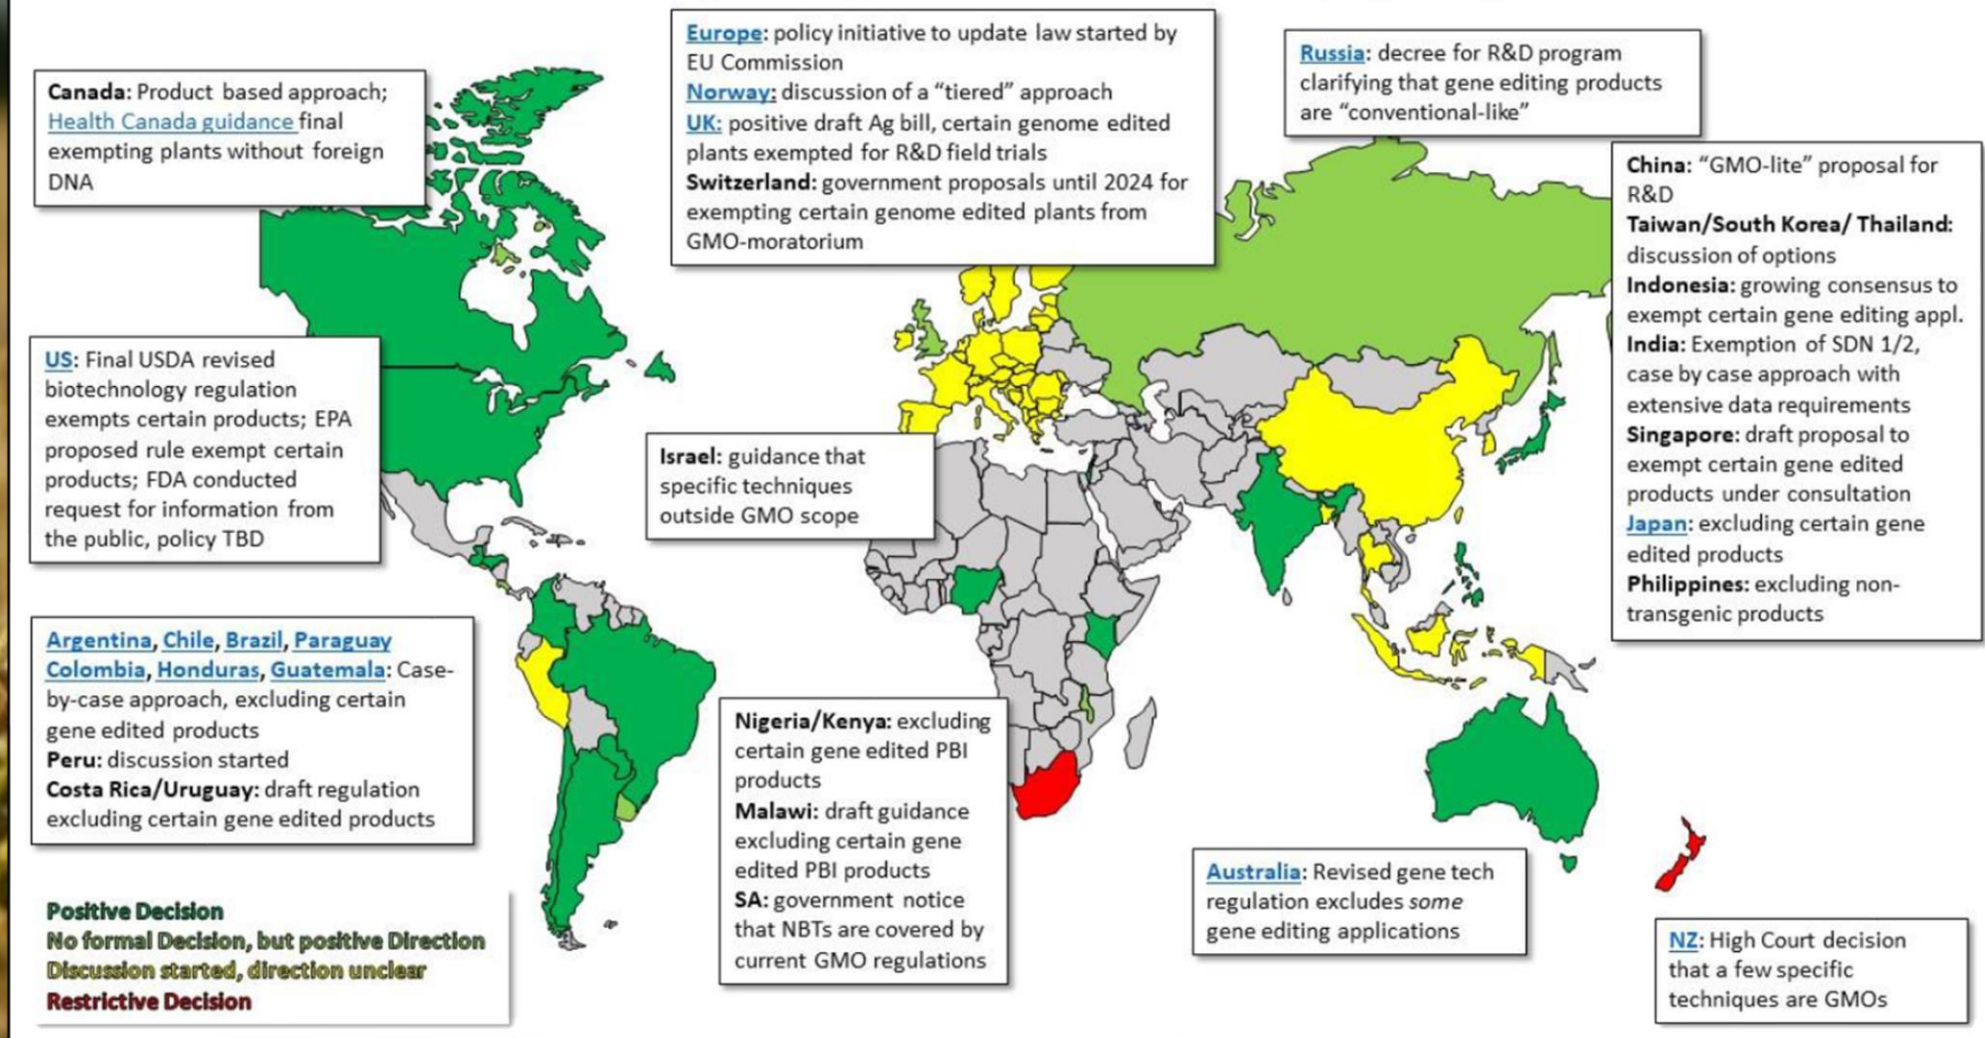 Canada: Product based approach;
Health Canada guidance final
exempting plants without foreign
DNA
Europe: policy initiative to update law started by
EU Commission
Norway: discussion of a “tiered” approach
UK: positive draft Ag bill, certain genome edited
plants exempted for R&D field trials
Switzerland: government proposals until 2024 for
exempting certain genome edited plants from
GMO-moratorium
Russia: decree for R&D program
clarifying that gene editing products
are “conventional-like”
China: “GMO-lite” proposal for
R&D
Taiwan/South Korea/ Thailand:
discussion of options
Indonesia: growing consensus to
exempt certain gene editing appl.
India: Exemption of SDN 1/2,
case by case approach with
extensive data requirements
Singapore: draft proposal to
exempt certain gene edited
products under consultation
Japan: excluding certain gene
edited products
Philippines: excluding non-
transgenic products
US: Final USDA revised
biotechnology regulation
exempts certain products; EPA
proposed rule exempt certain
products; FDA conducted
request for information from
the public, policy TBD
Israel: guidance that
specific techniques
outside GMO scope
Argentina, Chile, Brazil, Paraguay
Colombia, Honduras, Guatemala: Case-
by-case approach, excluding certain
gene edited products
Peru: discussion started
Costa Rica/Uruguay: draft regulation
excluding certain gene edited products
Nigeria/Kenya: excluding
certain gene edited PBI
products
Malawi: draft guidance
excluding certain gene
edited PBI products
SA: government notice
that NBTs are covered by
current GMO regulations
Australia: Revised gene tech
regulation excludes some
gene editing applications
NZ: High Court decision
that a few specific
techniques are GMOs
Positive Decision
No formal Decision, but positive Direction
Discussion started, direction unclear
Restrictive Decision